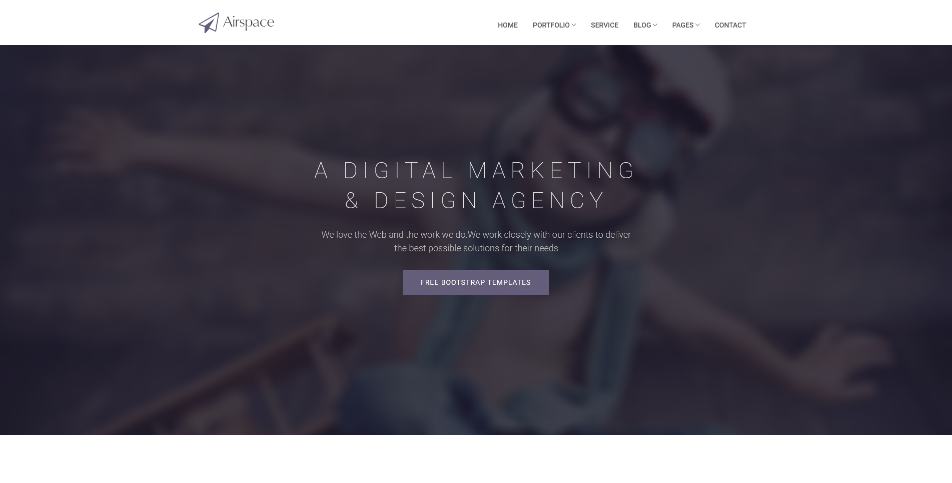 Airspace
HOME PORTFOLIO SERVICE BLOG PAGES CONTACT
A DIGITAL MARKETING
& DESIGN AGENCY
We love the Web and the work we do.We work closely with our clients to deliver
the best possible solutions for their needs
FREE BOOTSTRAP TEMPLATES